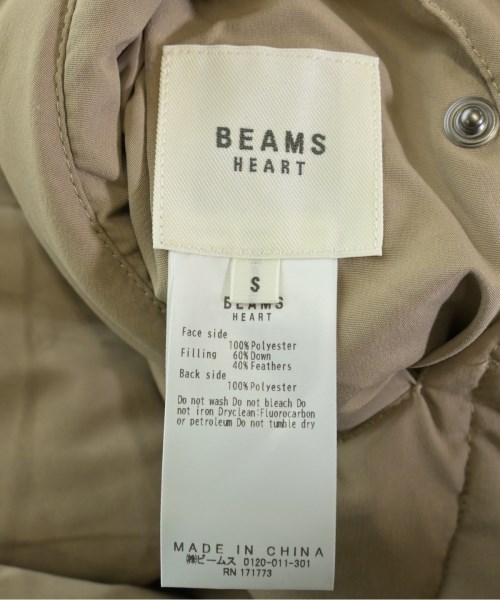 BEAMS
HEART
S
BEAMS
HEART
Face side
100%Polyester
Filling 60%Down
40%Feathers
Back side
100%Polyester
Do not wash Do not bleach Do
not iron Dryclean:Fluorocarbon
or petroleum Do not tumble dry
MADE IN CHINA
㈱ビームス 0120-011-301
RN 171773